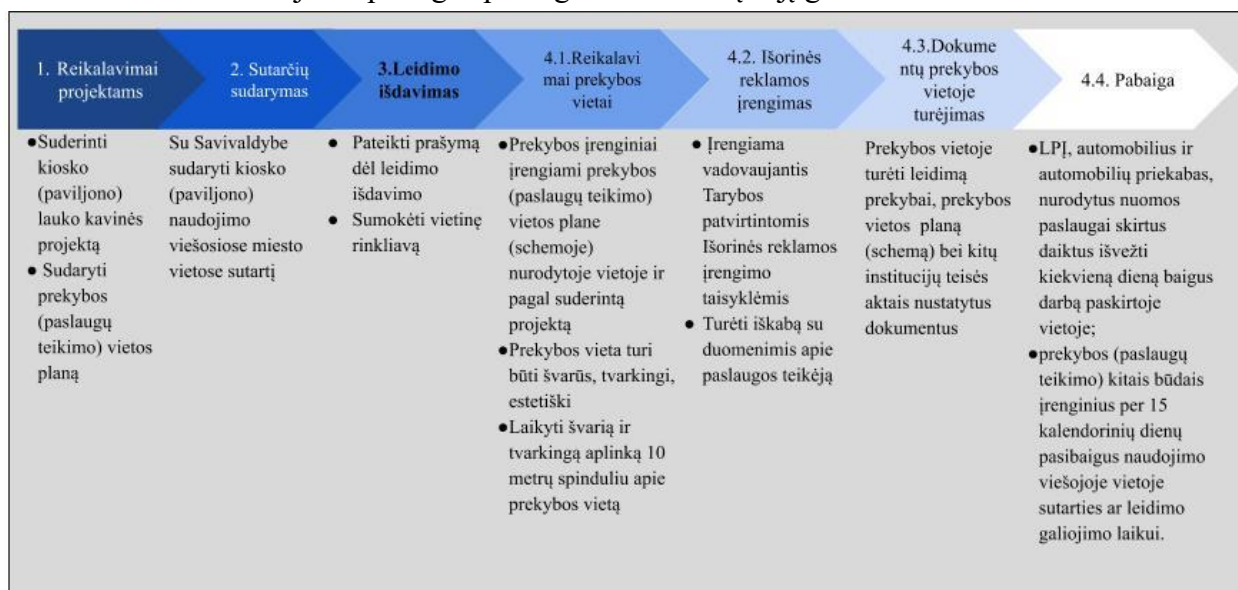 1. Reikalavimai
projektams
2. Sutarčių
sudarymas
3.Leidimo
išdavimas
4.1.Reikalavi
mai prekybos
vietai
4.2. Išorinės
reklamos
įrengimas
4.3.Dokume
ntų prekybos
vietoje
turėjimas
4.4. Pabaiga
●Suderinti
kiosko
(paviljono)
lauko kavinės
projektą
● Sudaryti
prekybos
(paslaugų
teikimo) vietos
planą
Su Savivaldybe
sudaryti kiosko
(paviljono)
naudojimo
viešosiose miesto
vietose sutartį
● Pateikti prašymą
dėl leidimo
išdavimo
● Sumokėti vietinę
rinkliavą
●Prekybos įrenginiai
įrengiami prekybos
(paslaugų teikimo)
vietos plane
(schemoje)
nurodytoje vietoje ir
pagal suderintą
projektą
●Prekybos vieta turi
būti švarūs, tvarkingi,
estetiški
●Laikyti švarią ir
tvarkingą aplinką 10
metrų spinduliu apie
prekybos vietą
● Įrengiama
vadovaujantis
Tarybos
patvirtintomis
Išorinės reklamos
įrengimo
taisyklėmis
● Turėti iškabą su
duomenimis apie
paslaugos teikėją
Prekybos vietoje
turėti leidimą
prekybai, prekybos
vietos planą
(schemą) bei kitų
institucijų teisės
aktais nustatytus
dokumentus
●LPĮ, automobilius ir
automobilių priekabas,
nurodytus nuomos
paslaugai skirtus
daiktus išvežti
kiekvieną dieną baigus
darbą paskirtoje
vietoje;
●prekybos (paslaugų
teikimo) kitais būdais
įrenginius per 15
kalendorinių dienų
pasibaigus naudojimo
viešojoje vietoje
sutarties ar leidimo
galiojimo laikui.